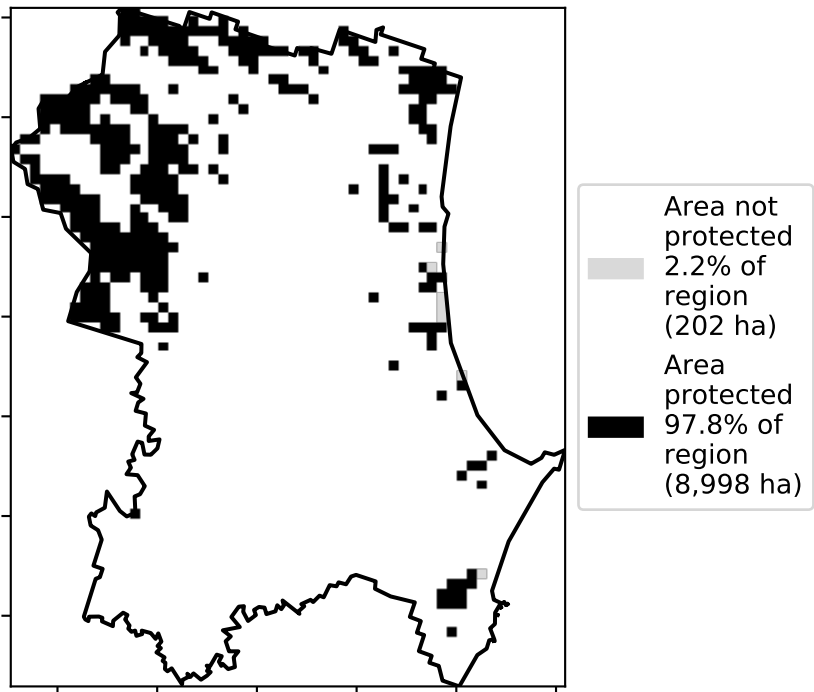 Area not
protected
2.2% of
region
(202 ha)
Area
protected
97.8% of
region
(8,998 ha)